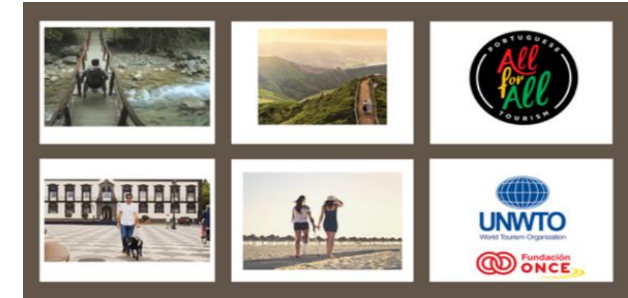 PORTUGUESE
All
for
All
TOURISM
UNWTO
World Tourism Organization
Fundación
ONCE